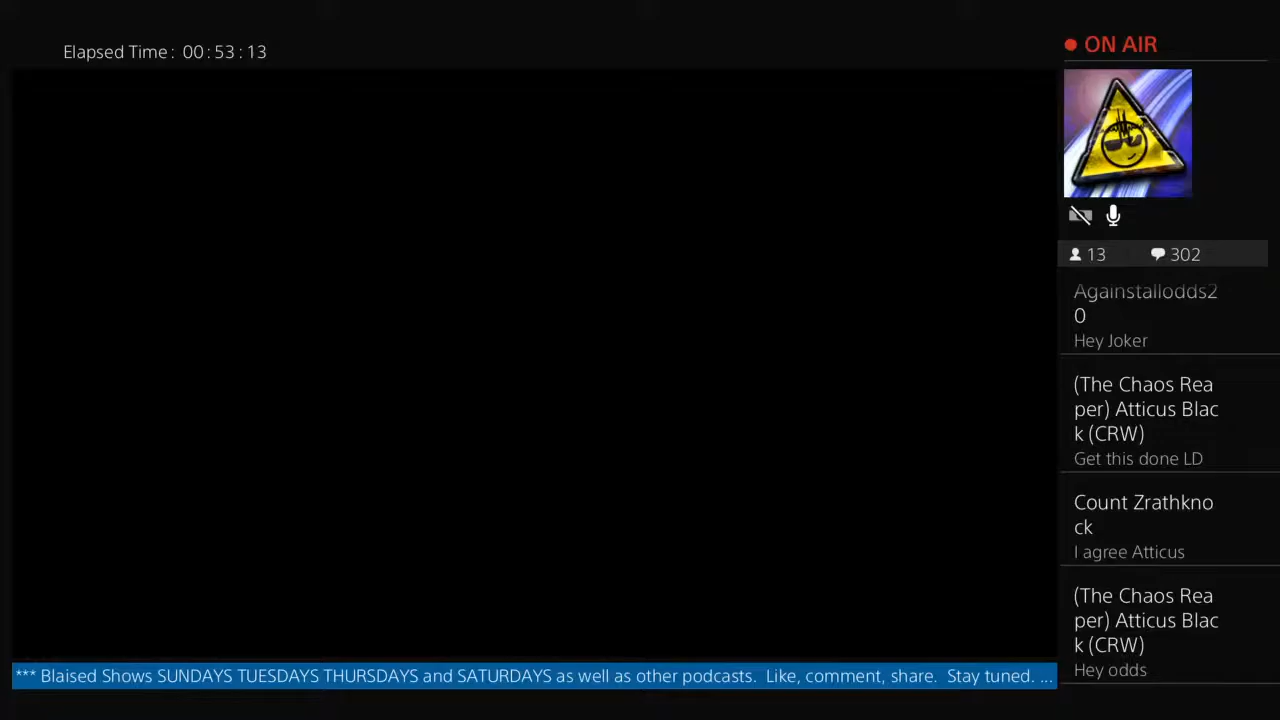 Elapsed Time: 00:53:13
ON AIR
13 302
Againstallodds2
0
Hey Joker
(The Chaos Rea
per) Atticus Blac
k (CRW)
Get this done LD
Count Zrathkno
ck
I agree Atticus
(The Chaos Rea
per) Atticus Blac
k (CRW)
Hey odds
*** Blaised Shows SUNDAYS TUESDAYS THURSDAYS and SATURDAYS as well as other podcasts. Like, comment, share. Stay tuned. ...